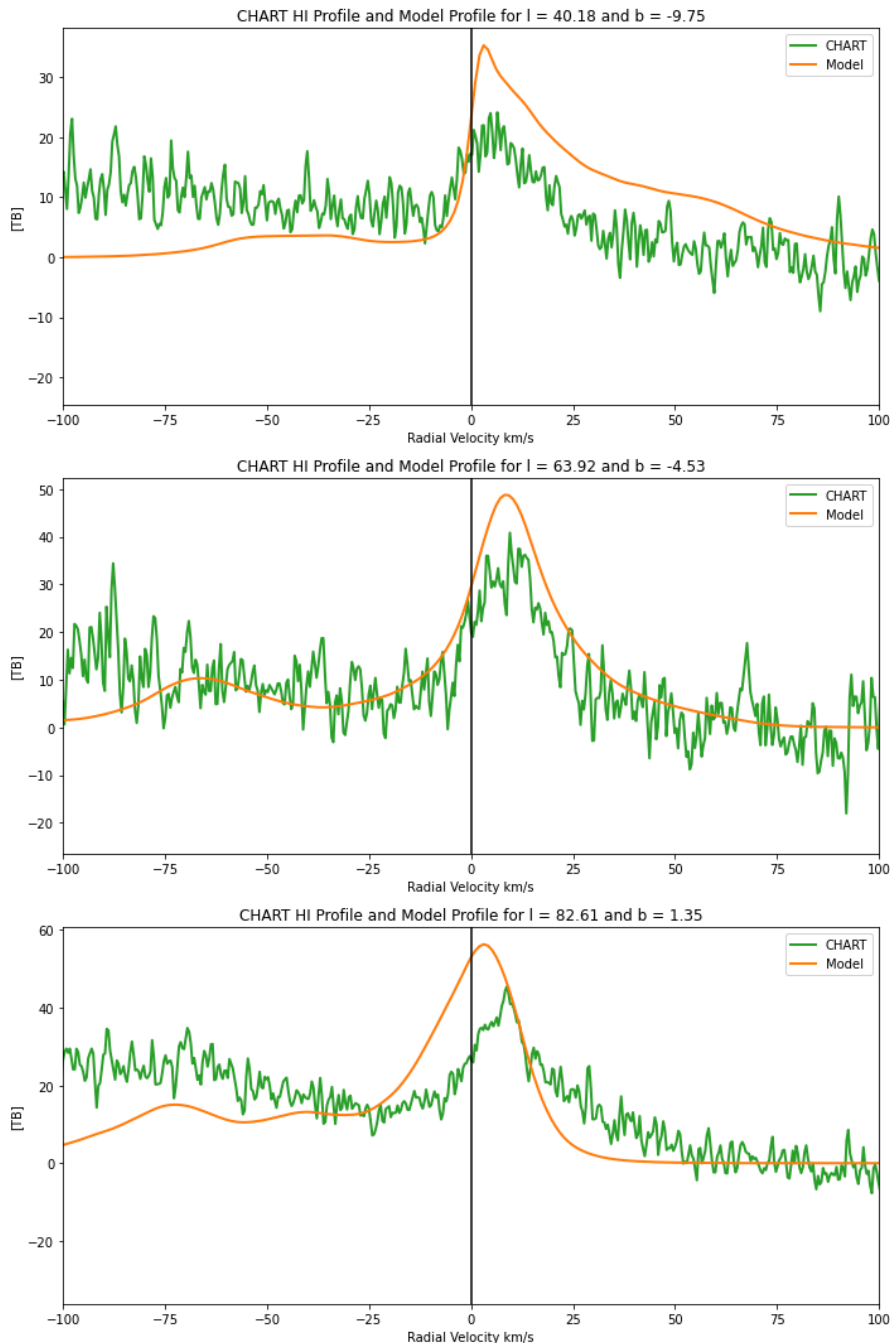 CHART HI Profile and Model Profile for l = 40.18 and b = -9.75
CHART
Model
30
20
10
0
−10
−20
[TB]
−100 −75 −50 −25 0 25 50 75 100
Radial Velocity km/s
CHART HI Profile and Model Profile for l = 63.92 and b = -4.53
CHART
Model
50
40
30
20
10
0
−10
−20
[TB]
−100 −75 −50 −25 0 25 50 75 100
Radial Velocity km/s
CHART HI Profile and Model Profile for l = 82.61 and b = 1.35
CHART
Model
60
40
20
0
−20
[TB]
−100 −75 −50 −25 0 25 50 75 100
Radial Velocity km/s